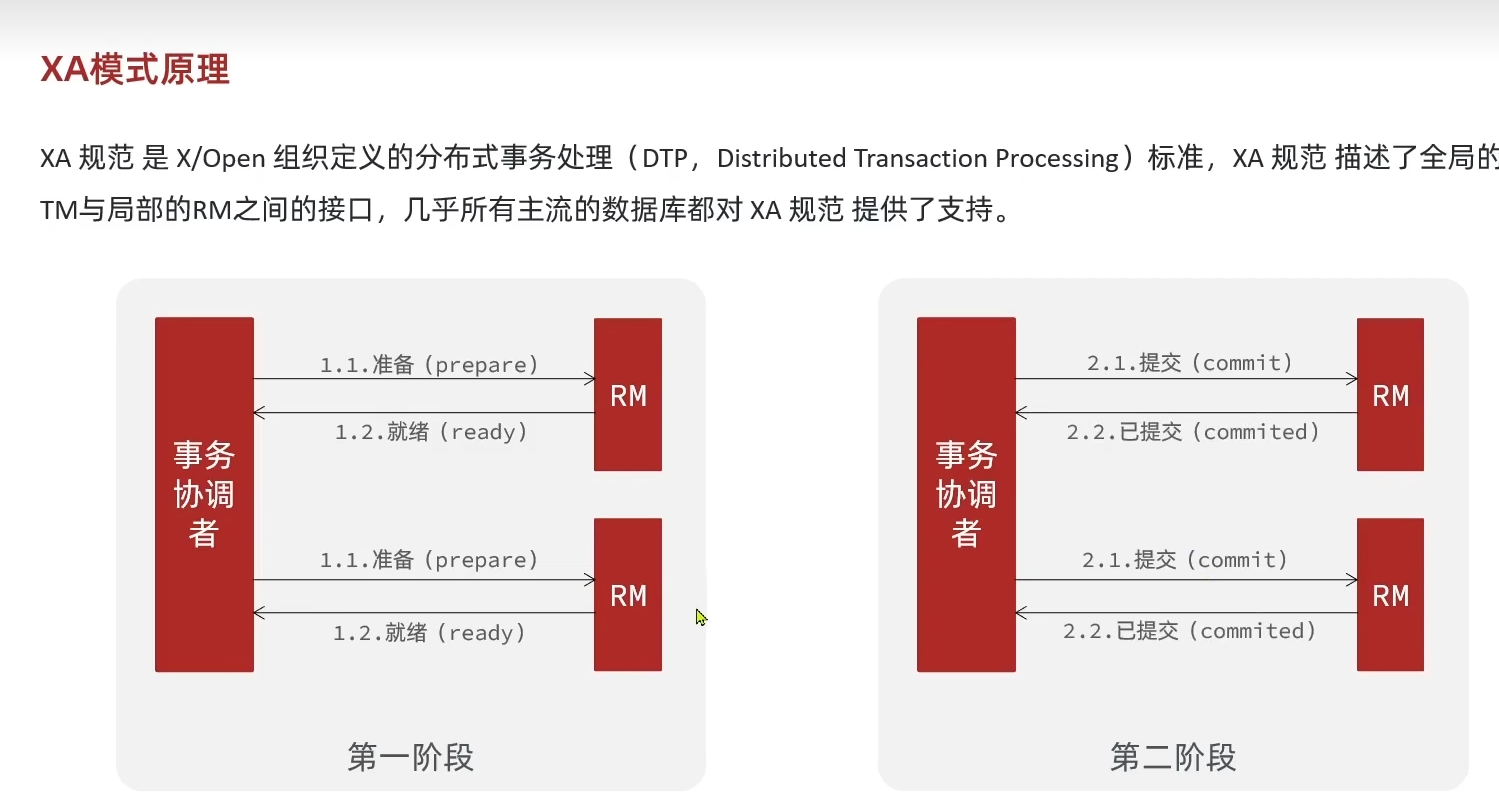 XA模式原理
XA 规范 是 X/Open 组织定义的分布式事务处理（DTP，Distributed Transaction Processing）标准，XA 规范 描述了全局的
TM与局部的RM之间的接口，几乎所有主流的数据库都对 XA 规范 提供了支持。
事务
协调
者
1.1.准备（prepare）
1.2.就绪（ready）
RM
1.1.准备（prepare）
1.2.就绪（ready）
RM
第一阶段
事务
协调
者
2.1.提交（commit）
2.2.已提交（commited）
RM
2.1.提交（commit）
2.2.已提交（commited）
RM
第二阶段